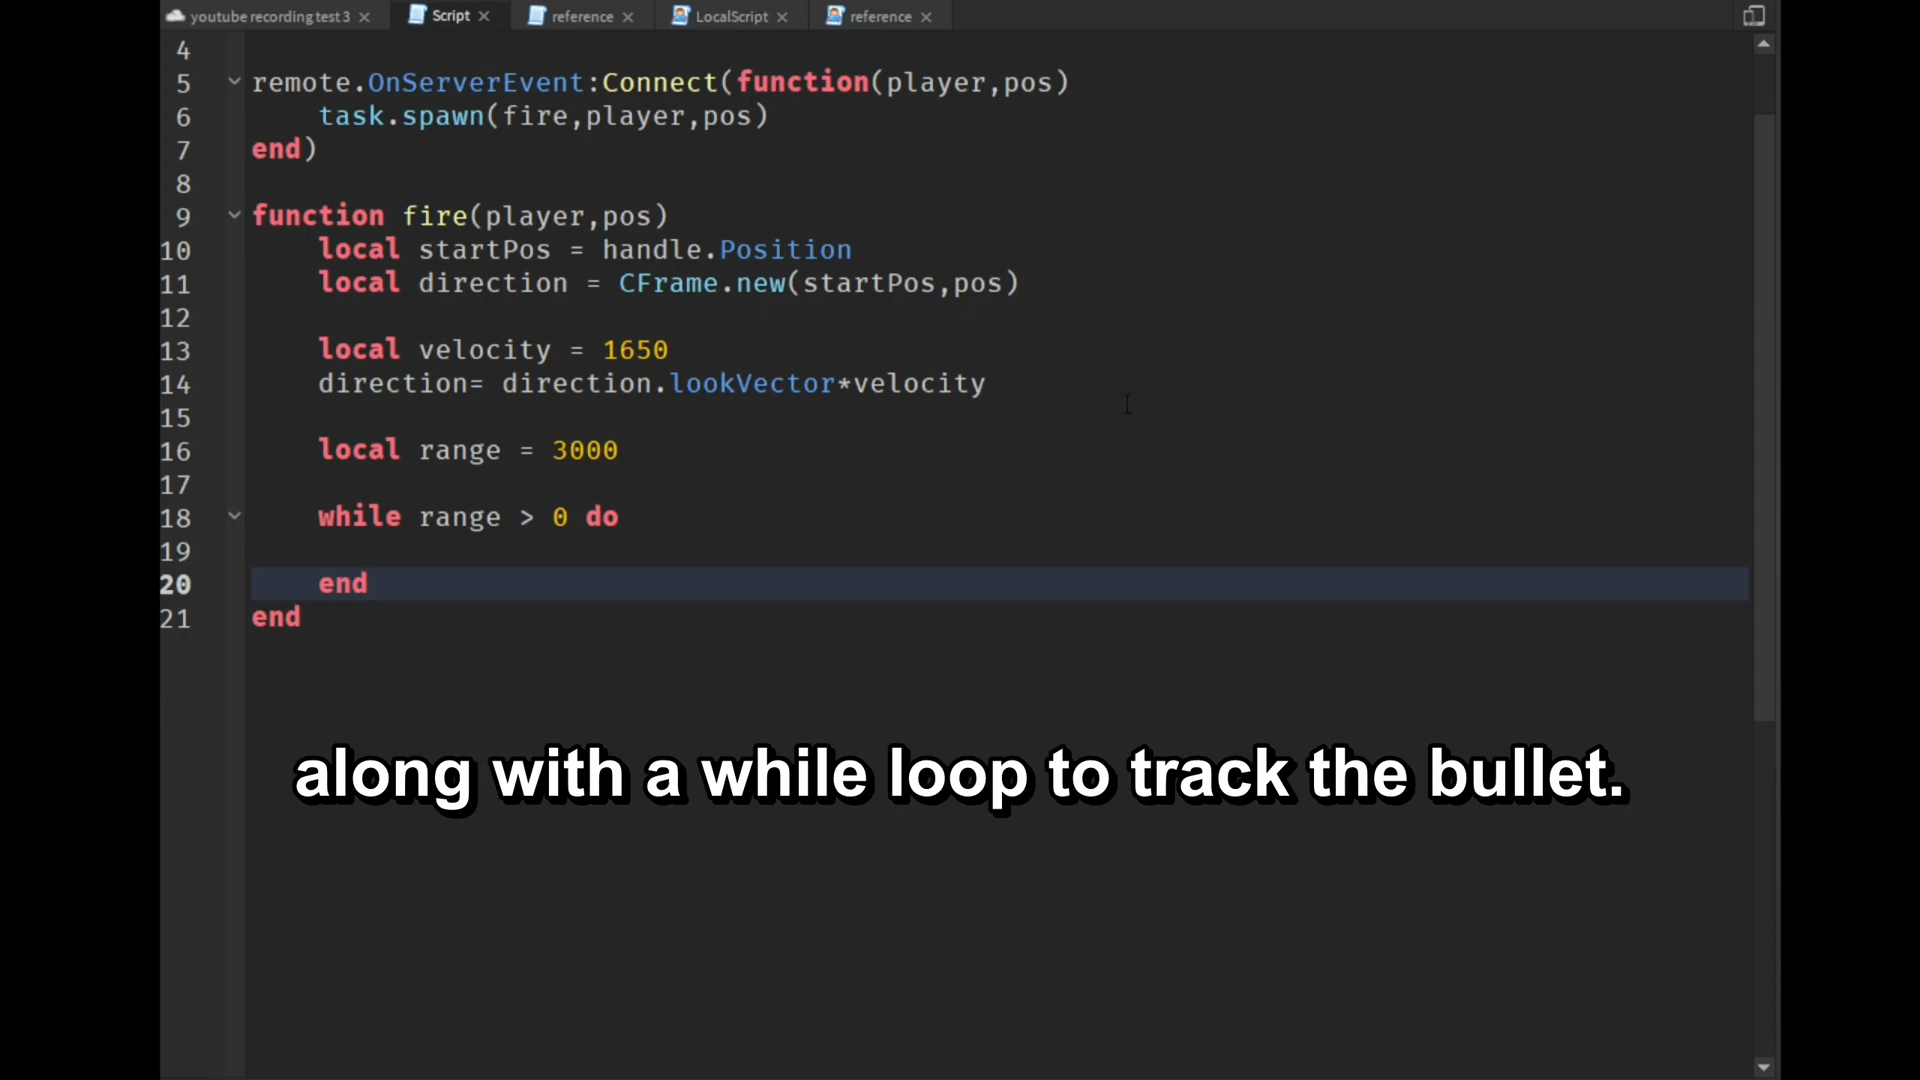 youtube recording test 3 Script reference LocalScript reference
4
5 remote.OnServerEvent:Connect(function(player,pos)
6 task.spawn(fire,player,pos)
7 end)
8
9 function fire(player,pos)
10 local startPos = handle.Position
11 local direction = CFrame.new(startPos,pos)
12
13 local velocity = 1650
14 direction= direction.lookVector*velocity
15
16 local range = 3000
17
18 while range > 0 do
19
20 end
21 end
along with a while loop to track the bullet.